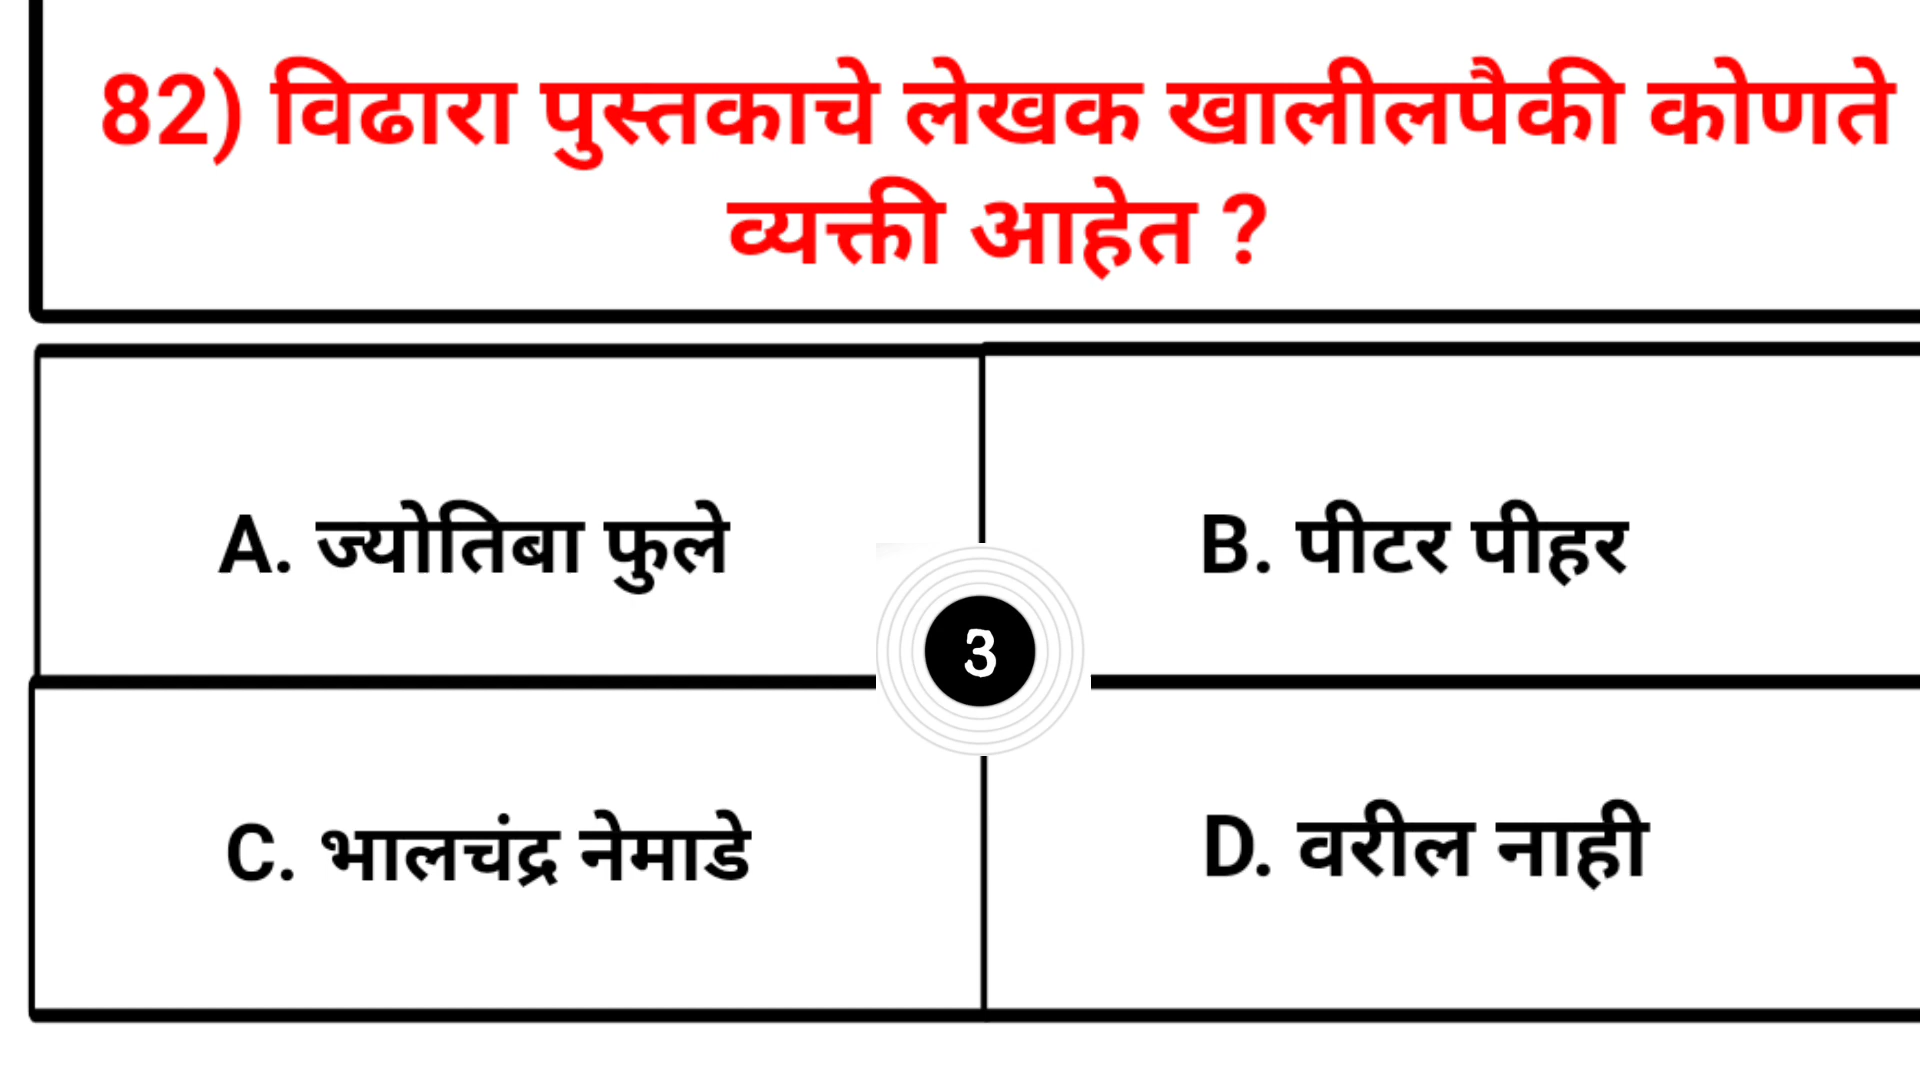 82) विढारा पुस्तकाचे लेखक खालीलपैकी कोणते
व्यक्ती आहेत ?
A. ज्योतिबा फुले
B. पीटर पीहर
3
C. भालचंद्र नेमाडे
D. वरील नाही